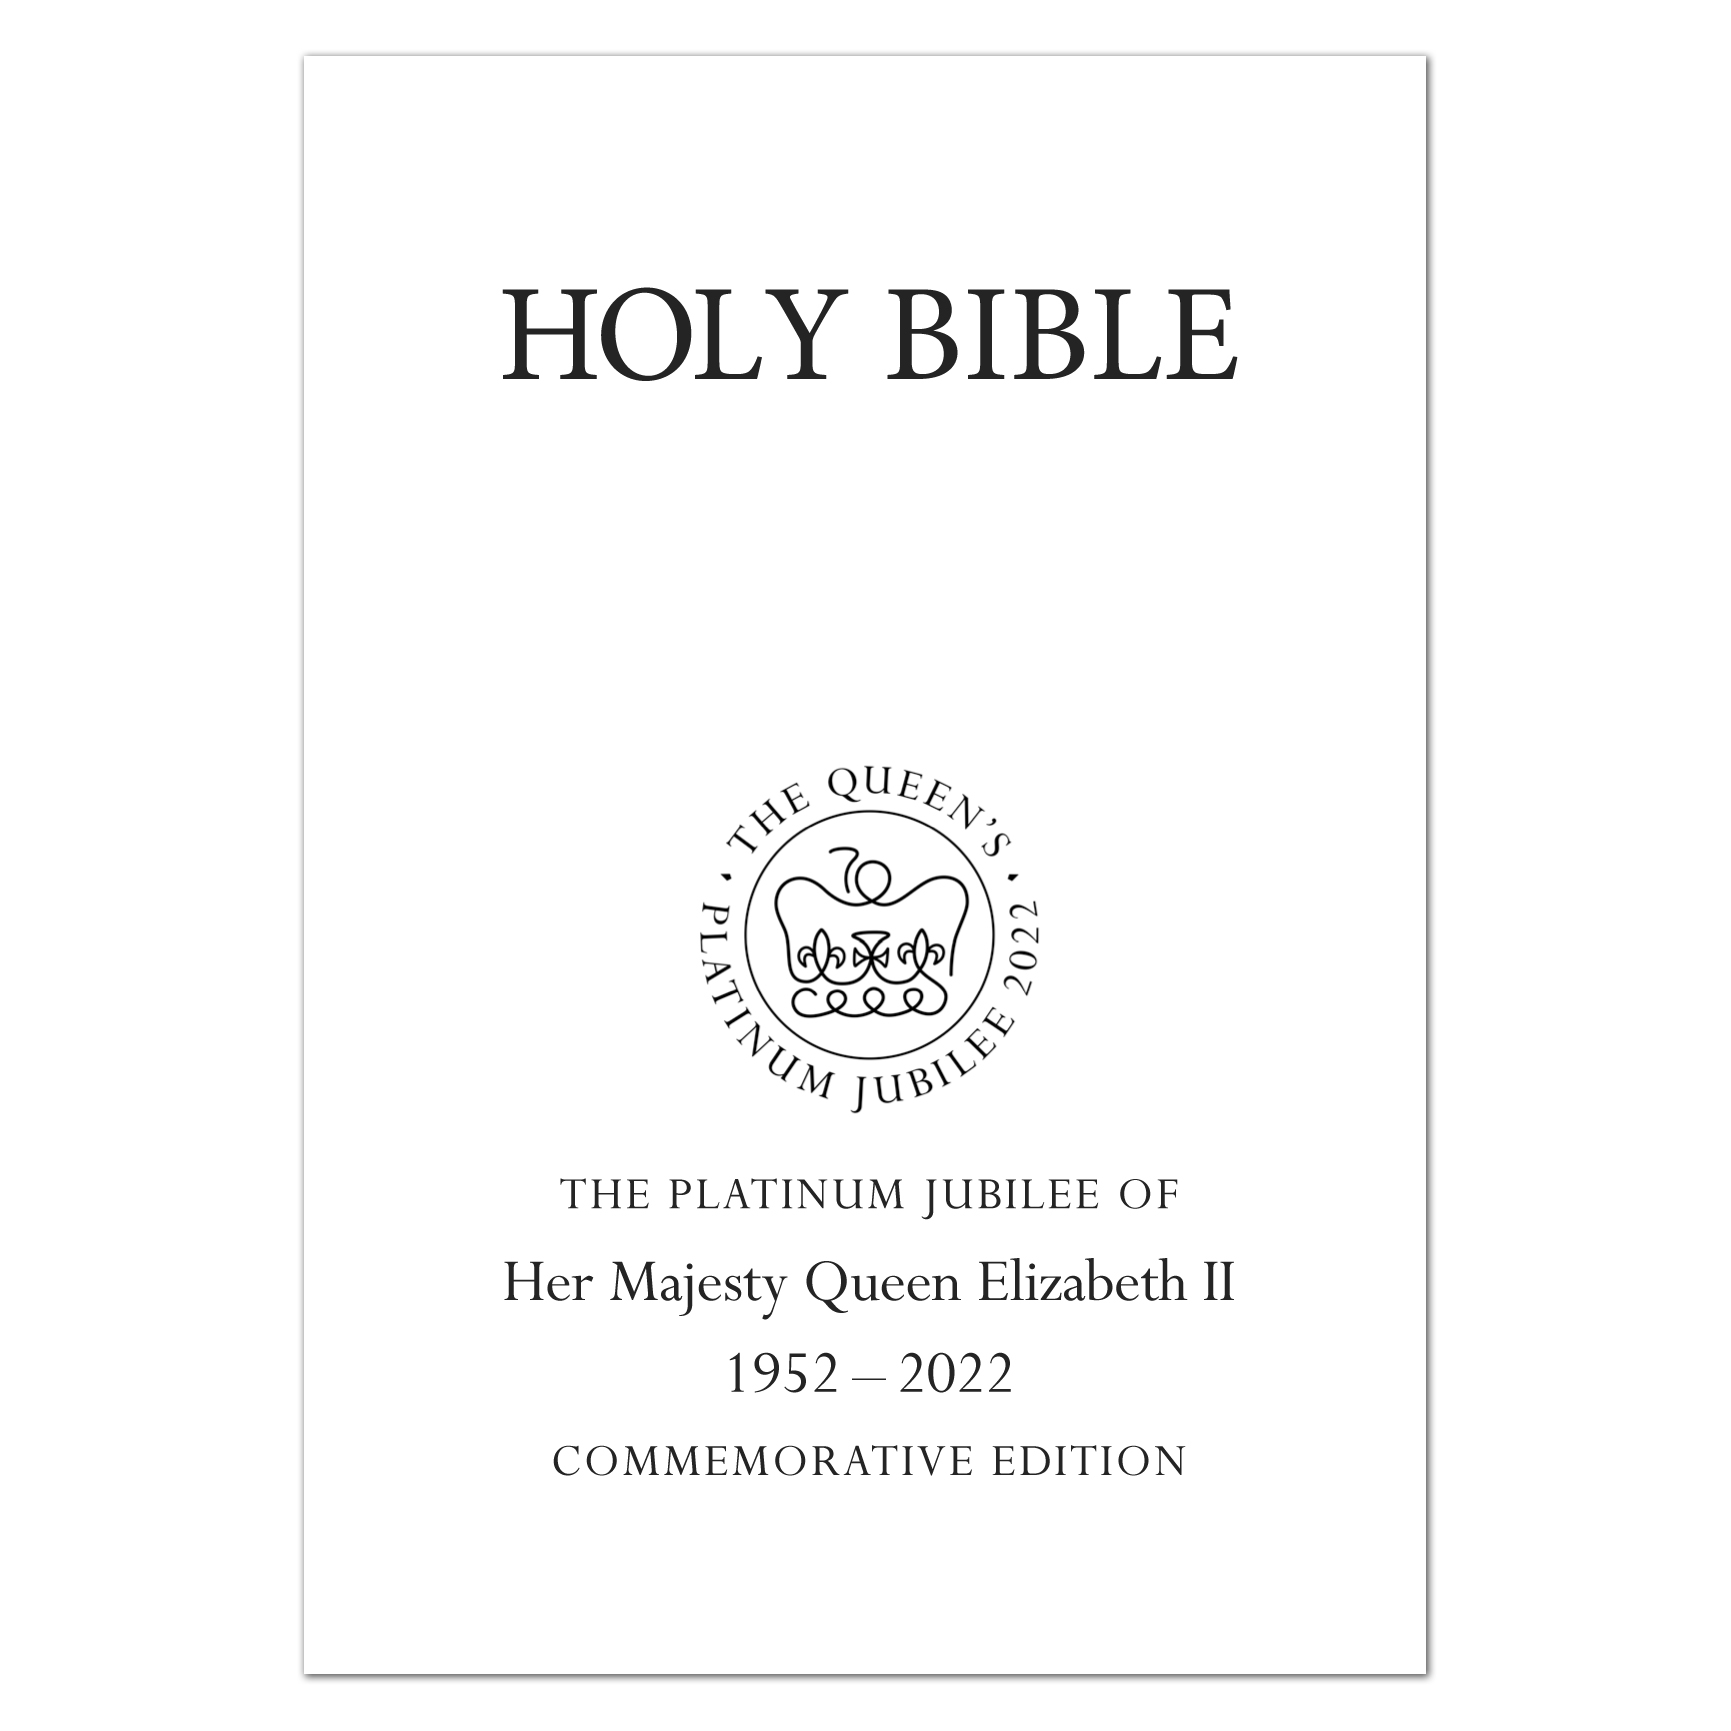 HOLY BIBLE
· THE QUEEN'S ·
PLATINUM JUBILEE 2022
70
THE PLATINUM JUBILEE OF
Her Majesty Queen Elizabeth II
1952 – 2022
COMMEMORATIVE EDITION